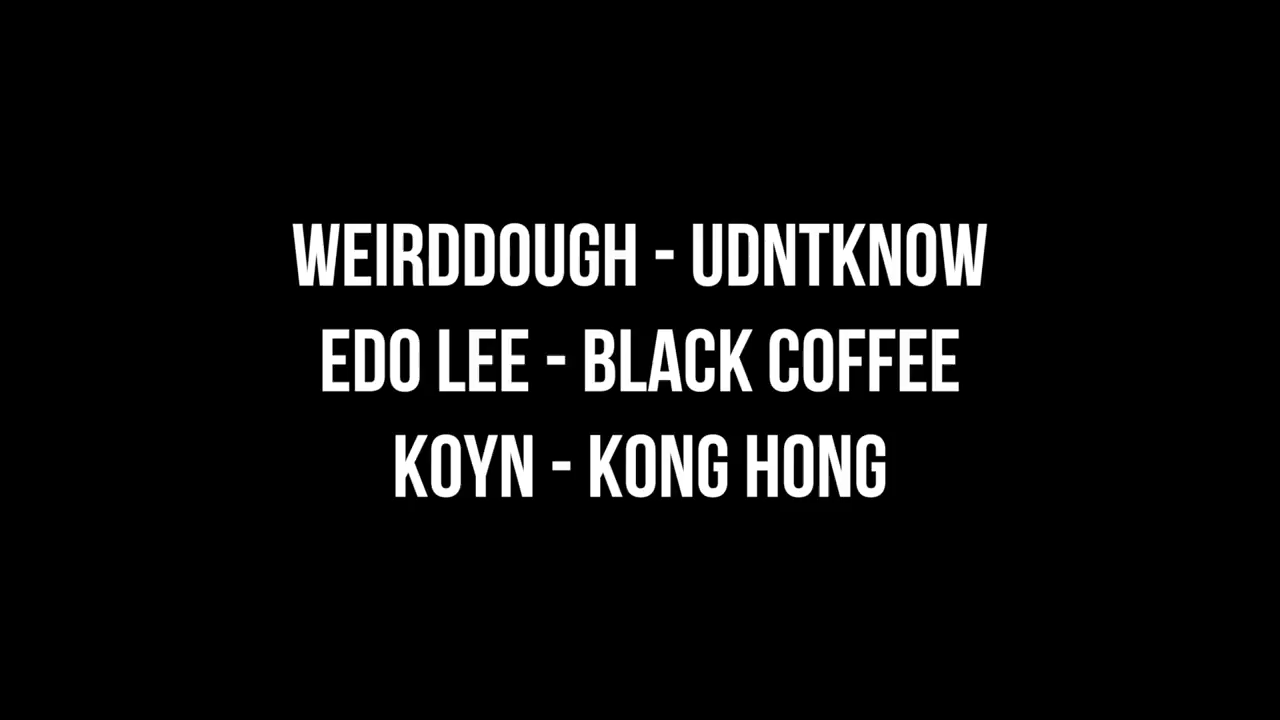 WEIRDDOUGH - UDNTKNOW
EDO LEE - BLACK COFFEE
KOYN - KONG HONG